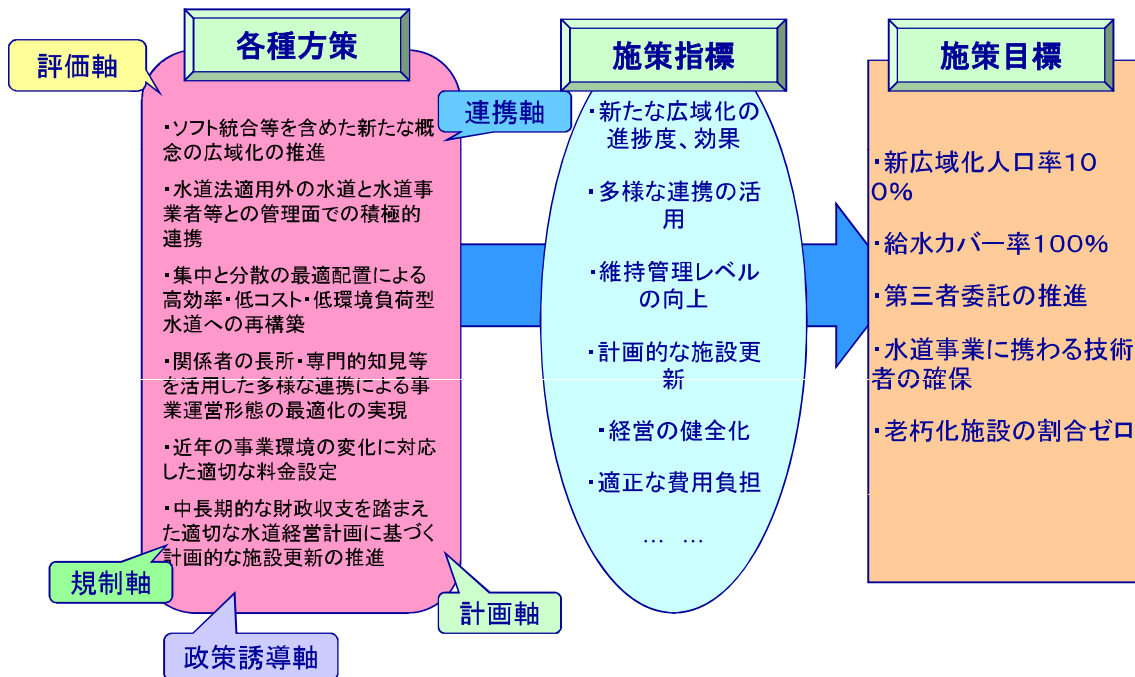 各種方策
評価軸
連携軸
・ソフト統合等を含めた新たな概
念の広域化の推進
・水道法適用外の水道と水道事
業者等との管理面での積極的
連携
・集中と分散の最適配置による
高効率・低コスト・低環境負荷型
水道への再構築
・関係者の長所・専門的知見等
を活用した多様な連携による事
業運営形態の最適化の実現
・近年の事業環境の変化に対応
した適切な料金設定
・中長期的な財政収支を踏まえ
た適切な水道経営計画に基づく
計画的な施設更新の推進
規制軸
計画軸
政策誘導軸
施策指標
・新たな広域化の
進捗度、効果
・多様な連携の活
用
・維持管理レベル
の向上
・計画的な施設更
新
・経営の健全化
・適正な費用負担
… …
施策目標
・新広域化人口率10
0%
・給水カバー率100%
・第三者委託の推進
・水道事業に携わる技術
者の確保
・老朽化施設の割合ゼロ